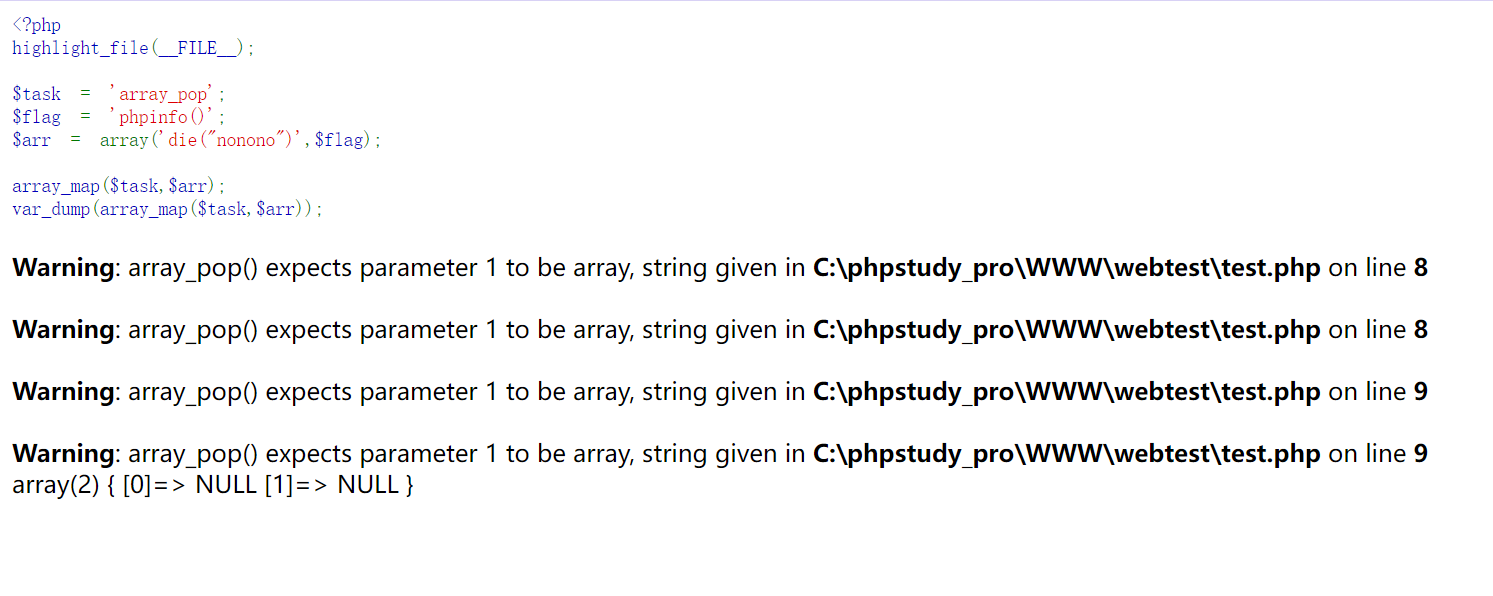 <?php
highlight_file(__FILE__);
$task = 'array_pop';
$flag = 'phpinfo()';
$arr = array('die("nonono")',$flag);
array_map($task,$arr);
var_dump(array_map($task,$arr));
Warning: array_pop() expects parameter 1 to be array, string given in C:\phpstudy_pro\WWW\webtest\test.php on line 8
Warning: array_pop() expects parameter 1 to be array, string given in C:\phpstudy_pro\WWW\webtest\test.php on line 8
Warning: array_pop() expects parameter 1 to be array, string given in C:\phpstudy_pro\WWW\webtest\test.php on line 9
Warning: array_pop() expects parameter 1 to be array, string given in C:\phpstudy_pro\WWW\webtest\test.php on line 9
array(2) { [0]=> NULL [1]=> NULL }